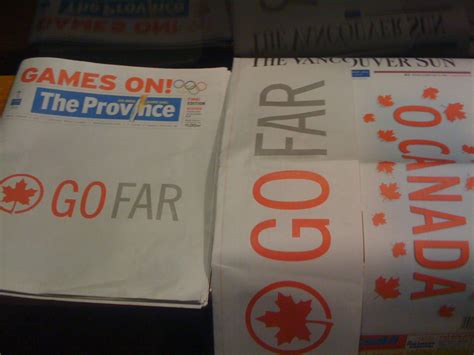 GAMES ON!
The Province
GO FAR
THE VANCOUVER SUN
GO FAR
O CANADA